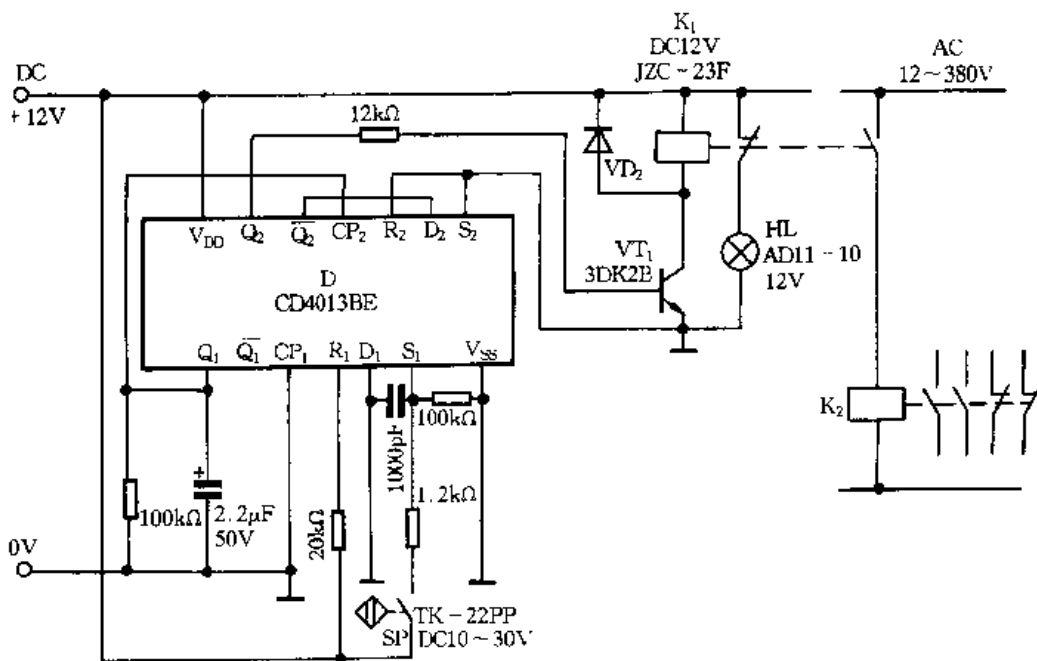 K₁
DC12V
JZC~23F
DC
+12V
AC
12~380V
12kΩ
VD₂
V_DD Q₂ Q̅₂ CP₂ R₂ D₂ S₂
D
CD4013BE
Q₁ Q̅₁ CP₁ R₁ D₁ S₁ V_SS
VT₁
3DK2B
HL
AD11-10
12V
K₂
100kΩ
1000pF
1.2kΩ
100kΩ
+
2.2μF
50V
20kΩ
0V
SP
TK-22PP
DC10~30V